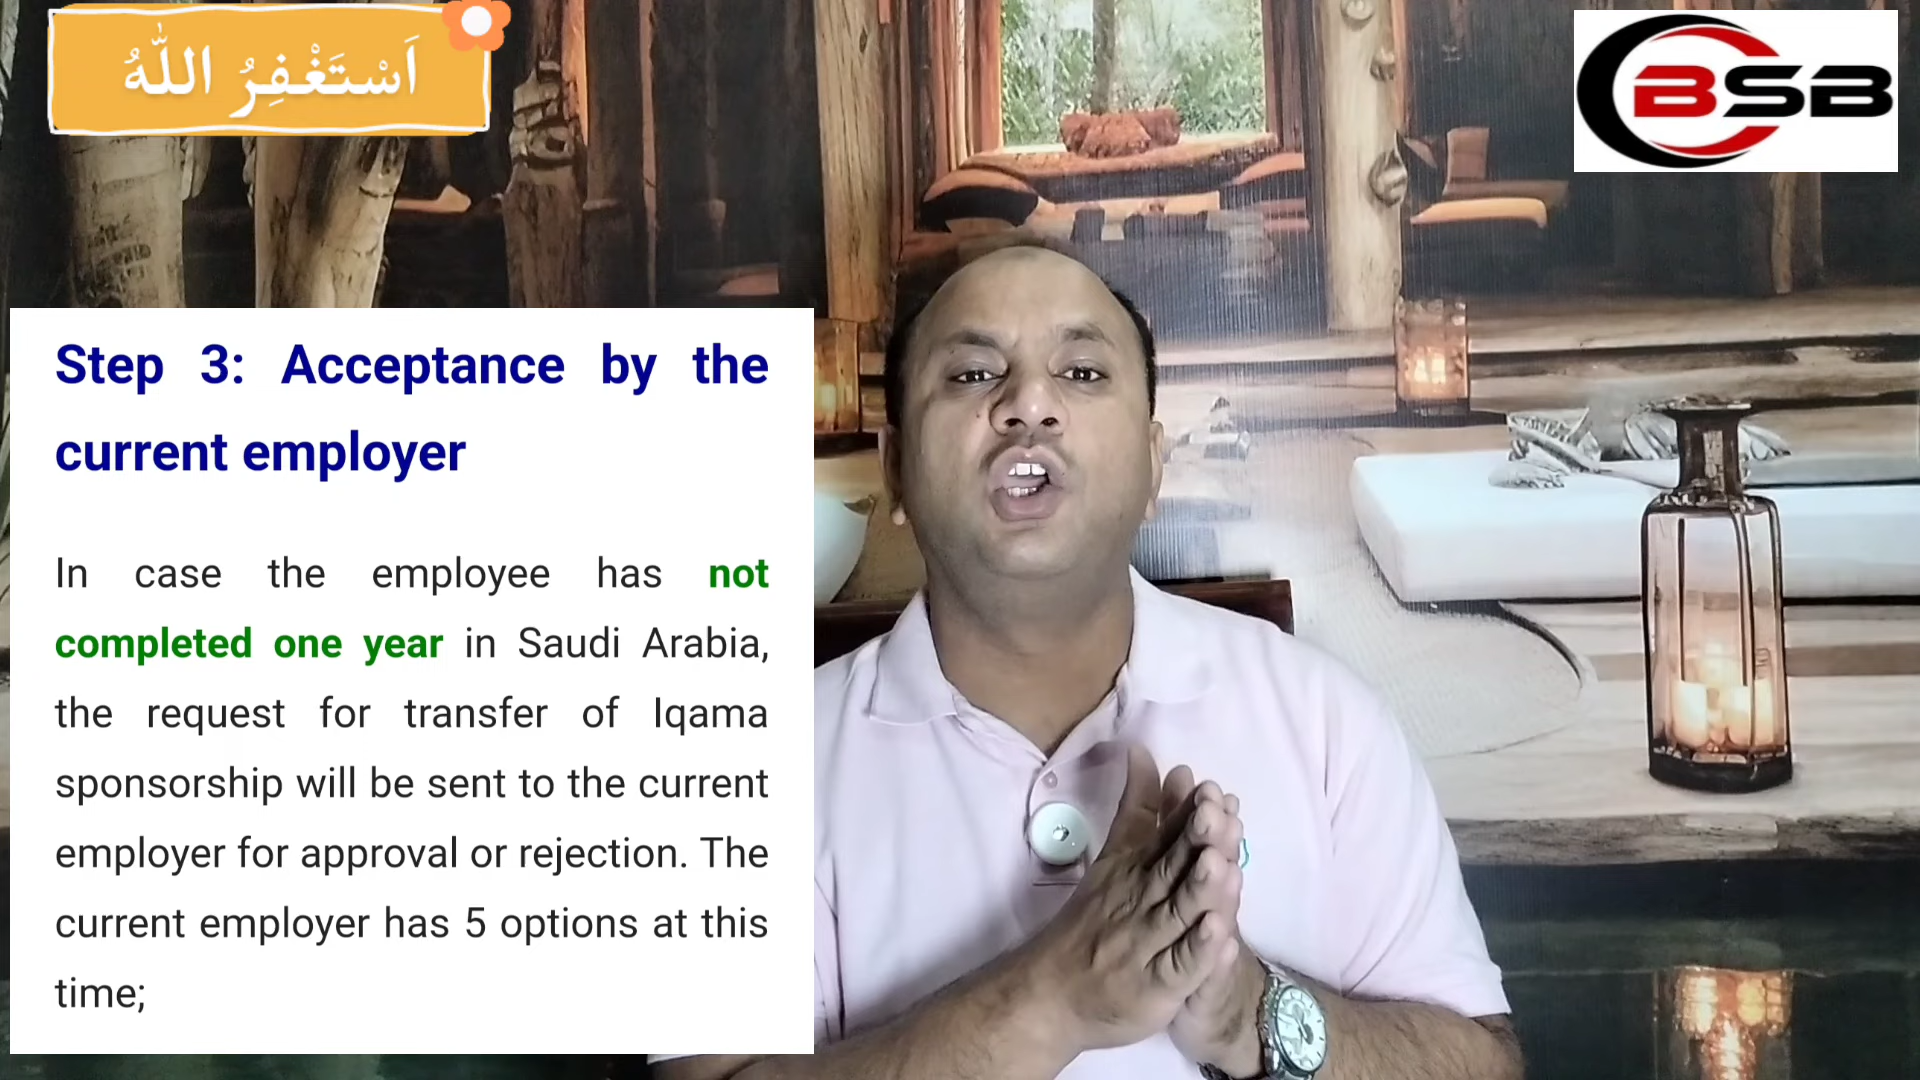 اَسْتَغْفِرُ اللّٰهُ
BSB
Step 3: Acceptance by the
current employer
In case the employee has not
completed one year in Saudi Arabia,
the request for transfer of Iqama
sponsorship will be sent to the current
employer for approval or rejection. The
current employer has 5 options at this
time;